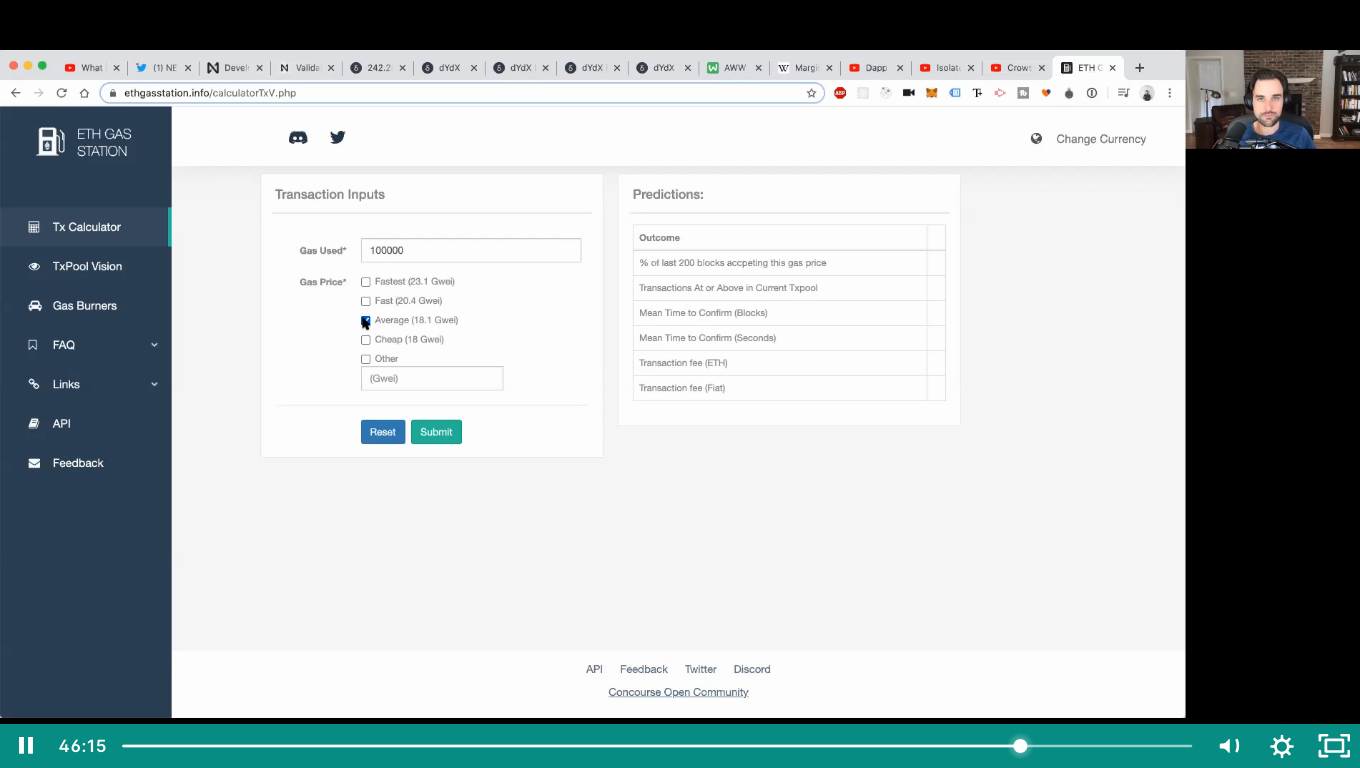 What
(1) NE
Devel
Valida
242.2
dYdX
dYdX
dYdX
dYdX
AWW
Margi
Dapp
Isolat
Crow
ETH G
ethgasstation.info/calculatorTxV.php
ETH GAS
STATION
Change Currency
Tx Calculator
TxPool Vision
Gas Burners
FAQ
Links
API
Feedback
Transaction Inputs
Gas Used* 100000
Gas Price* Fastest (23.1 Gwei)
Fast (20.4 Gwei)
Average (18.1 Gwei)
Cheap (18 Gwei)
Other
(Gwei)
Reset Submit
Predictions:
Outcome
% of last 200 blocks accpeting this gas price
Transactions At or Above in Current Txpool
Mean Time to Confirm (Blocks)
Mean Time to Confirm (Seconds)
Transaction fee (ETH)
Transaction fee (Fiat)
API Feedback Twitter Discord
Concourse Open Community
46:15